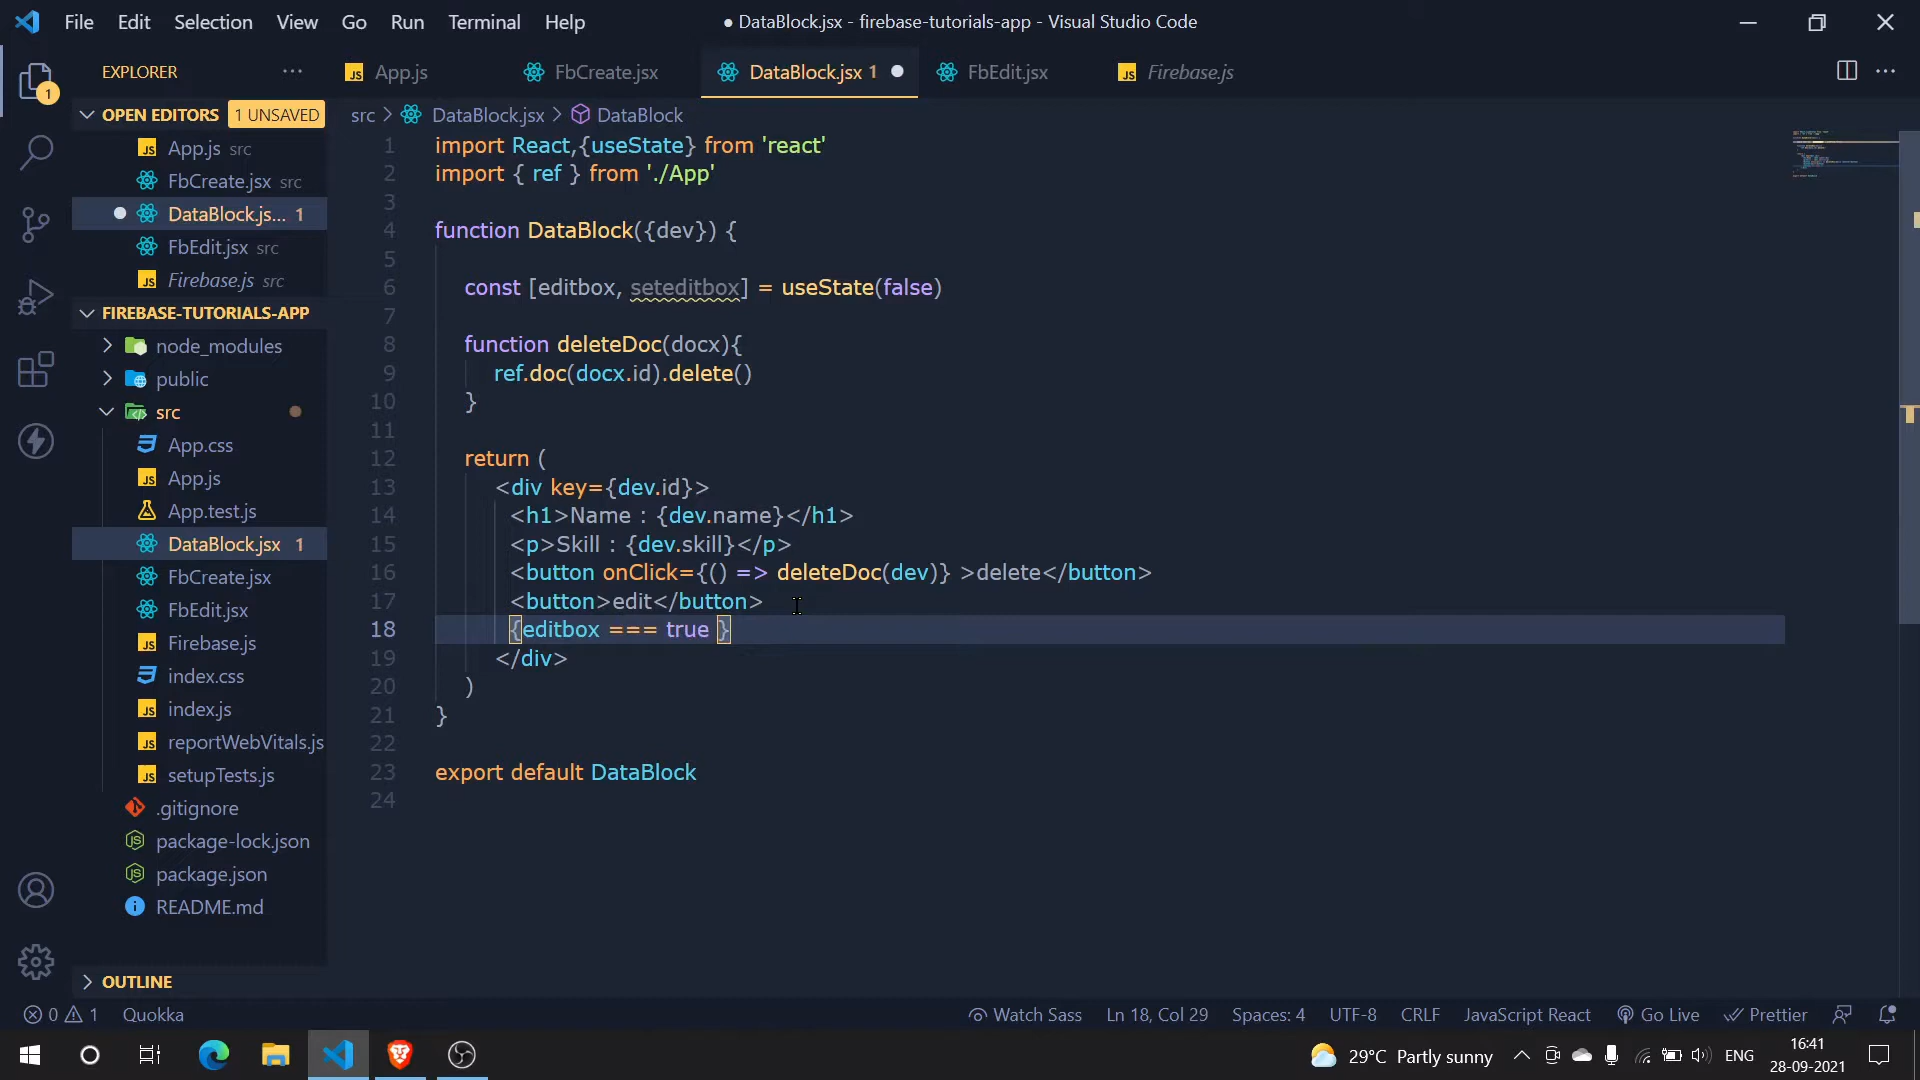 File Edit Selection View Go Run Terminal Help
● DataBlock.jsx - firebase-tutorials-app - Visual Studio Code
EXPLORER
App.js
FbCreate.jsx
DataBlock.jsx 1
FbEdit.jsx
Firebase.js
1
OPEN EDITORS 1 UNSAVED
App.js src
FbCreate.jsx src
DataBlock.js... 1
FbEdit.jsx src
Firebase.js src
FIREBASE-TUTORIALS-APP
node_modules
public
src
App.css
App.js
App.test.js
DataBlock.jsx 1
FbCreate.jsx
FbEdit.jsx
Firebase.js
index.css
index.js
reportWebVitals.js
setupTests.js
.gitignore
package-lock.json
package.json
README.md
OUTLINE
src > DataBlock.jsx > DataBlock
1 import React,{useState} from 'react'
2 import { ref } from './App'
3
4 function DataBlock({dev}) {
5
6 const [editbox, seteditbox] = useState(false)
7
8 function deleteDoc(docx){
9 ref.doc(docx.id).delete()
10 }
11
12 return (
13 <div key={dev.id}>
14 <h1>Name : {dev.name}</h1>
15 <p>Skill : {dev.skill}</p>
16 <button onClick={() => deleteDoc(dev)} >delete</button>
17 <button>edit</button>
18 {editbox === true }
19 </div>
20 )
21 }
22
23 export default DataBlock
24
0 1 Quokka
Watch Sass Ln 18, Col 29 Spaces: 4 UTF-8 CRLF JavaScript React Go Live Prettier
29°C Partly sunny
ENG
16:41
28-09-2021